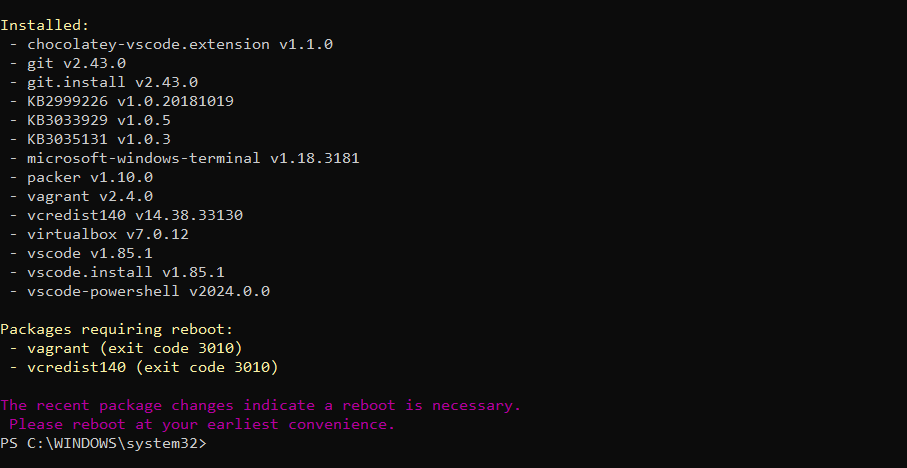 Installed:
- chocolatey-vscode.extension v1.1.0
- git v2.43.0
- git.install v2.43.0
- KB2999226 v1.0.20181019
- KB3033929 v1.0.5
- KB3035131 v1.0.3
- microsoft-windows-terminal v1.18.3181
- packer v1.10.0
- vagrant v2.4.0
- vcredist140 v14.38.33130
- virtualbox v7.0.12
- vscode v1.85.1
- vscode.install v1.85.1
- vscode-powershell v2024.0.0
Packages requiring reboot:
- vagrant (exit code 3010)
- vcredist140 (exit code 3010)
The recent package changes indicate a reboot is necessary.
Please reboot at your earliest convenience.
PS C:\WINDOWS\system32>